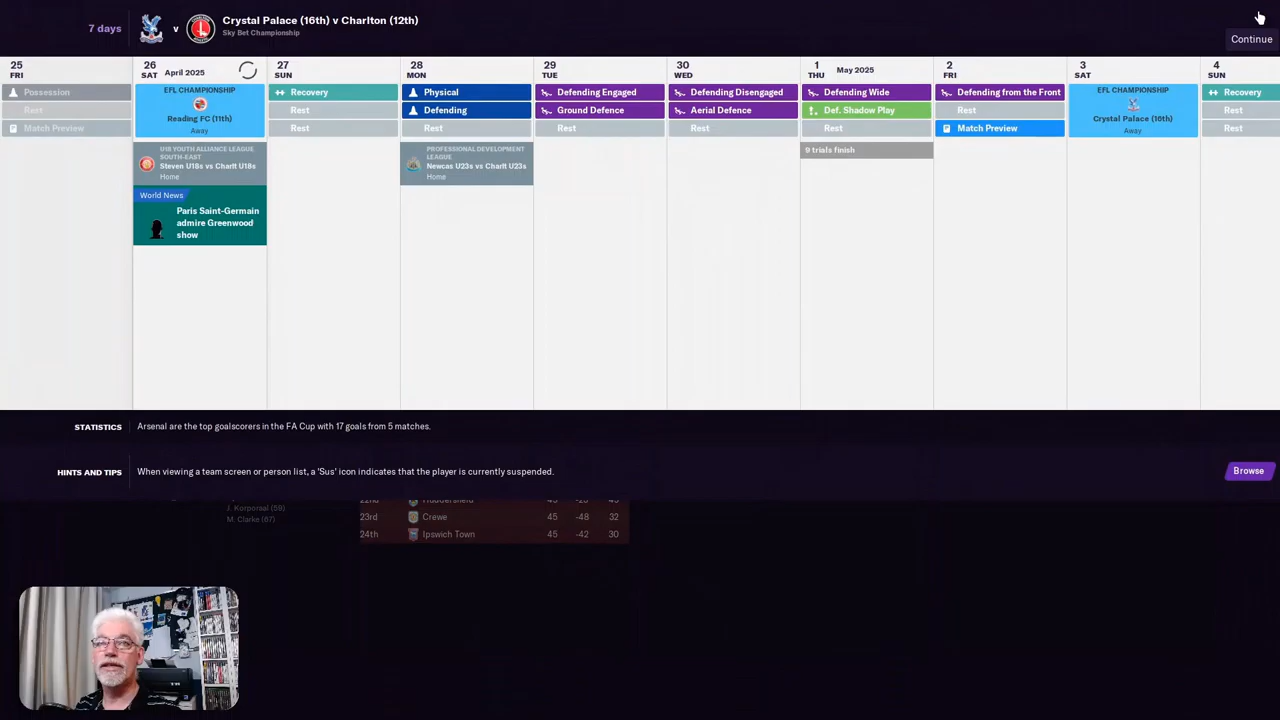 7 days
v
Crystal Palace (16th) v Charlton (12th)
Sky Bet Championship
Continue
25
FRI
26
SAT
April 2025
27
SUN
28
MON
29
TUE
30
WED
1
THU
May 2025
2
FRI
3
SAT
4
SUN
Possession
Rest
Match Preview
EFL CHAMPIONSHIP
Reading FC (11th)
Away
U18 YOUTH ALLIANCE LEAGUE
SOUTH-EAST
Steven U18s vs Charlt U18s
Home
World News
Paris Saint-Germain
admire Greenwood
show
Recovery
Rest
Rest
Physical
Defending
Rest
PROFESSIONAL DEVELOPMENT
LEAGUE
Newcas U23s vs Charlt U23s
Home
Defending Engaged
Ground Defence
Rest
Defending Disengaged
Aerial Defence
Rest
Defending Wide
Def. Shadow Play
Rest
9 trials finish
Defending from the Front
Rest
Match Preview
EFL CHAMPIONSHIP
Crystal Palace (16th)
Away
Recovery
Rest
Rest
STATISTICS
Arsenal are the top goalscorers in the FA Cup with 17 goals from 5 matches.
HINTS AND TIPS
When viewing a team screen or person list, a 'Sus' icon indicates that the player is currently suspended.
Browse
J. Korporsal (59)
M. Clarke (67)
23rd Crewe 45 -48 32
24th Ipswich Town 45 -42 30